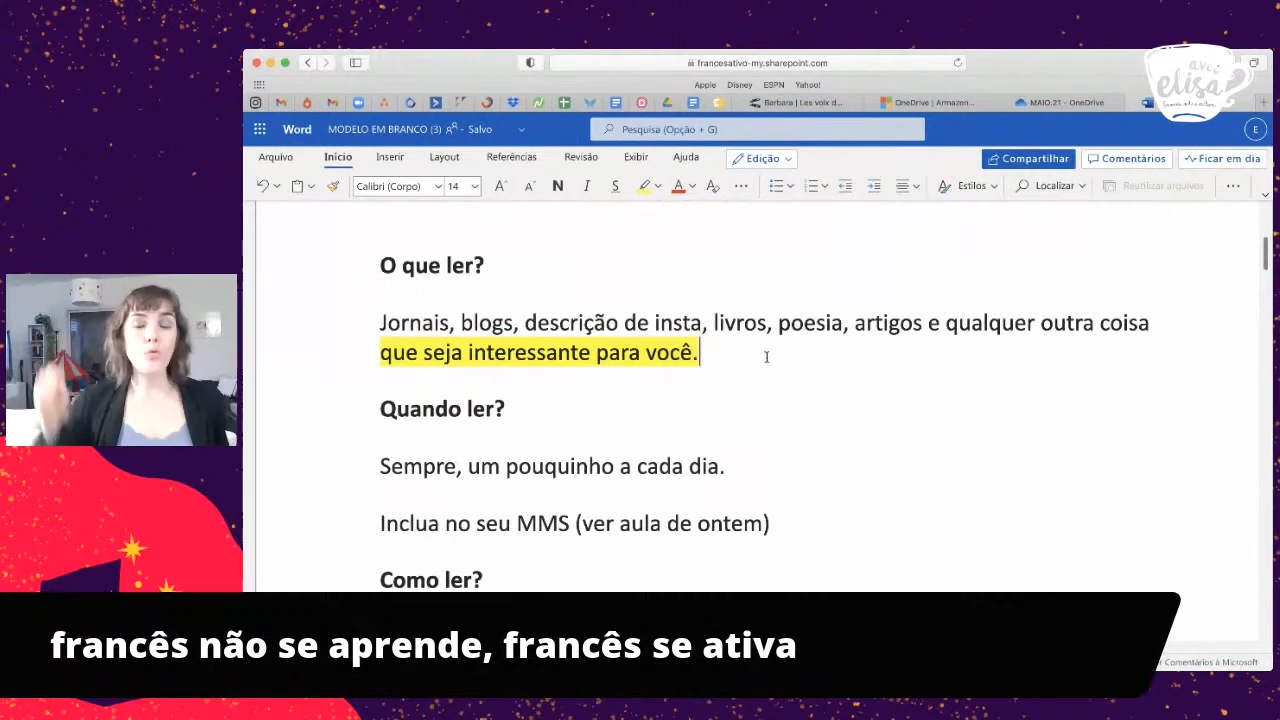 francesativo-my.sharepoint.com
Apple Disney ESPN Yahoo!
Barbara | Les voix d... OneDrive | Armazen... MAIO.21 - OneDrive
avec
elisa
Word MODELO EM BRANCO (3) - Salvo Pesquisa (Opção + G) E
Arquivo Início Inserir Layout Referências Revisão Exibir Ajuda Edição Compartilhar Comentários Ficar em dia
Calibri (Corpo) 14 A A N I S A A Estilos Localizar Reutilizar arquivos
O que ler?
Jornais, blogs, descrição de insta, livros, poesia, artigos e qualquer outra coisa
que seja interessante para você.
Quando ler?
Sempre, um pouquinho a cada dia.
Inclua no seu MMS (ver aula de ontem)
Como ler?
francês não se aprende, francês se ativa
Comentários à Microsoft